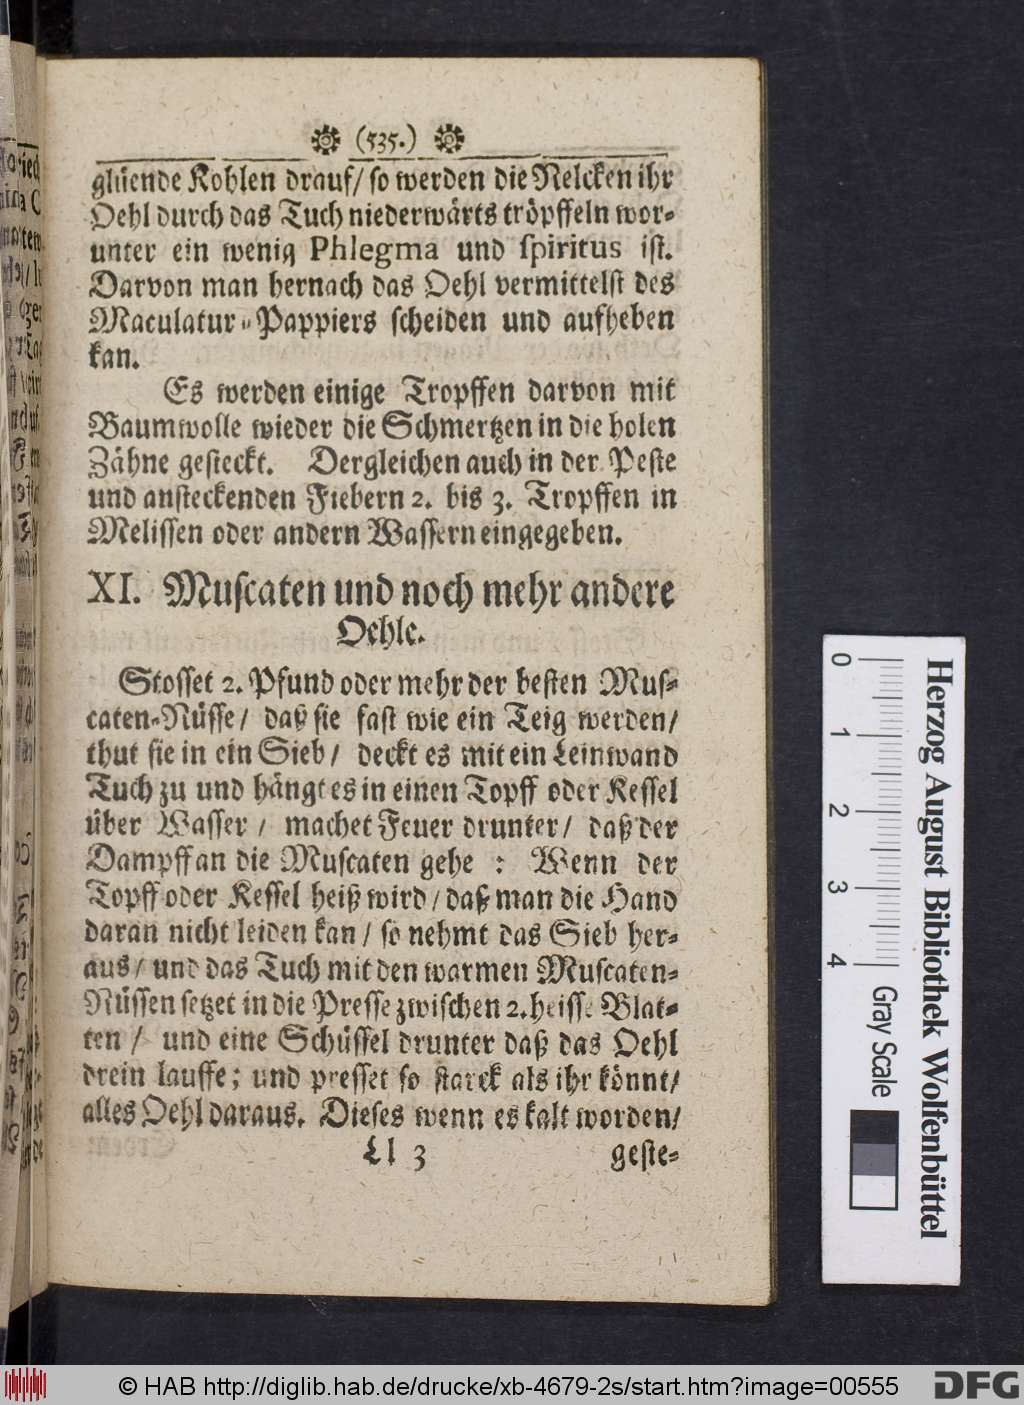 (535.)
glüende Kohlen drauf/ so werden die Nelcken ihr
Oehl durch das Tuch niederwärts tröpffeln wor-
unter ein wenig Phlegma und spiritus ist.
Darvon man hernach das Oehl vermittelst des
Maculatur-Pappiers scheiden und aufheben
kan.
Es werden einige Tropffen darvon mit
Baumwolle wieder die Schmertzen in die holen
Zähne gesteckt. Dergleichen auch in der Peste
und ansteckenden Fiebern 2. bis 3. Tropffen in
Melissen oder andern Wassern eingegeben.
XI. Muscaten und noch mehr andere
Oehle.
Stosset 2. Pfund oder mehr der besten Mus-
caten-Nüsse/ daß sie fast wie ein Teig werden/
thut sie in ein Sieb/ deckt es mit ein Leinwand
Tuch zu und hängt es in einen Topff oder Kessel
über Wasser/ machet Feuer drunter/ daß der
Dampff an die Muscaten gehe: Wenn der
Topff oder Kessel heiß wird/ daß man die Hand
daran nicht leiden kan/ so nehmt das Sieb her-
aus/ und das Tuch mit den warmen Muscaten-
Nüssen setzet in die Presse zwischen 2. heisse Blat-
ten/ und eine Schüssel drunter daß das Oehl
drein lauffe; und presset so starck als ihr könnt/
alles Oehl daraus. Dieses wenn es kalt worden/
Ll 3 geste-
0 1 2 3 4
Gray Scale
Herzog August Bibliothek Wolfenbüttel
© HAB http://diglib.hab.de/drucke/xb-4679-2s/start.htm?image=00555
DFG